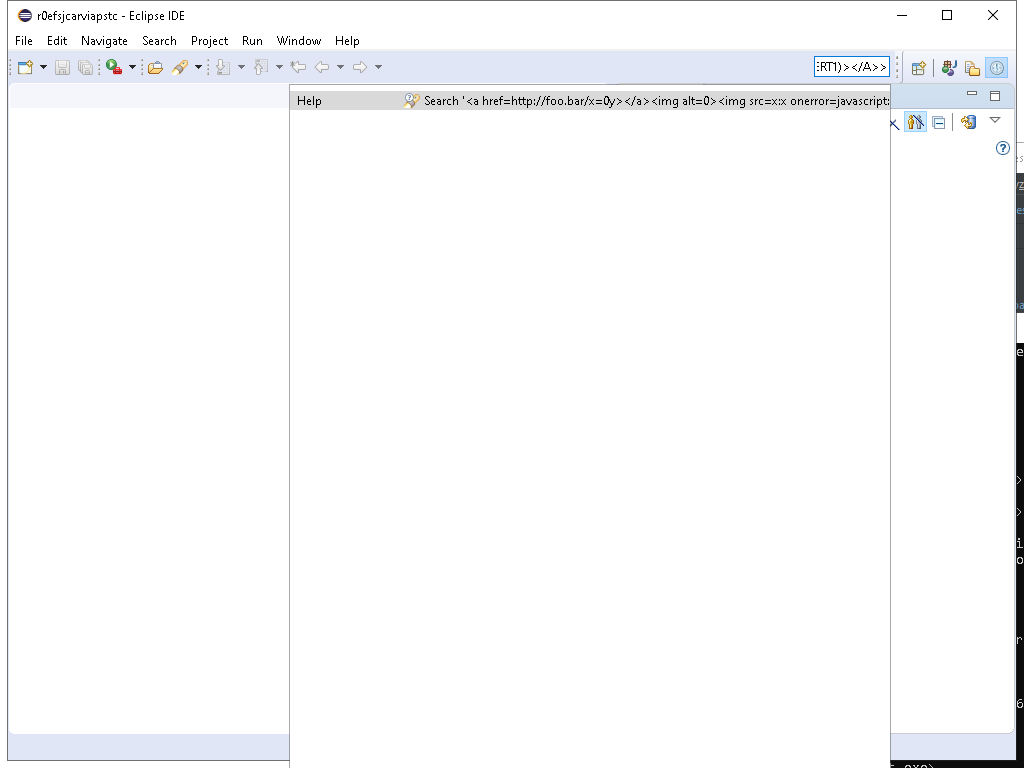 r0efsjcarviapstc - Eclipse IDE
File Edit Navigate Search Project Run Window Help
:RT1)></A>>
Help Search '<a href=http://foo.bar/x=0y></a><img alt=0><img src=x:x onerror=javascript: